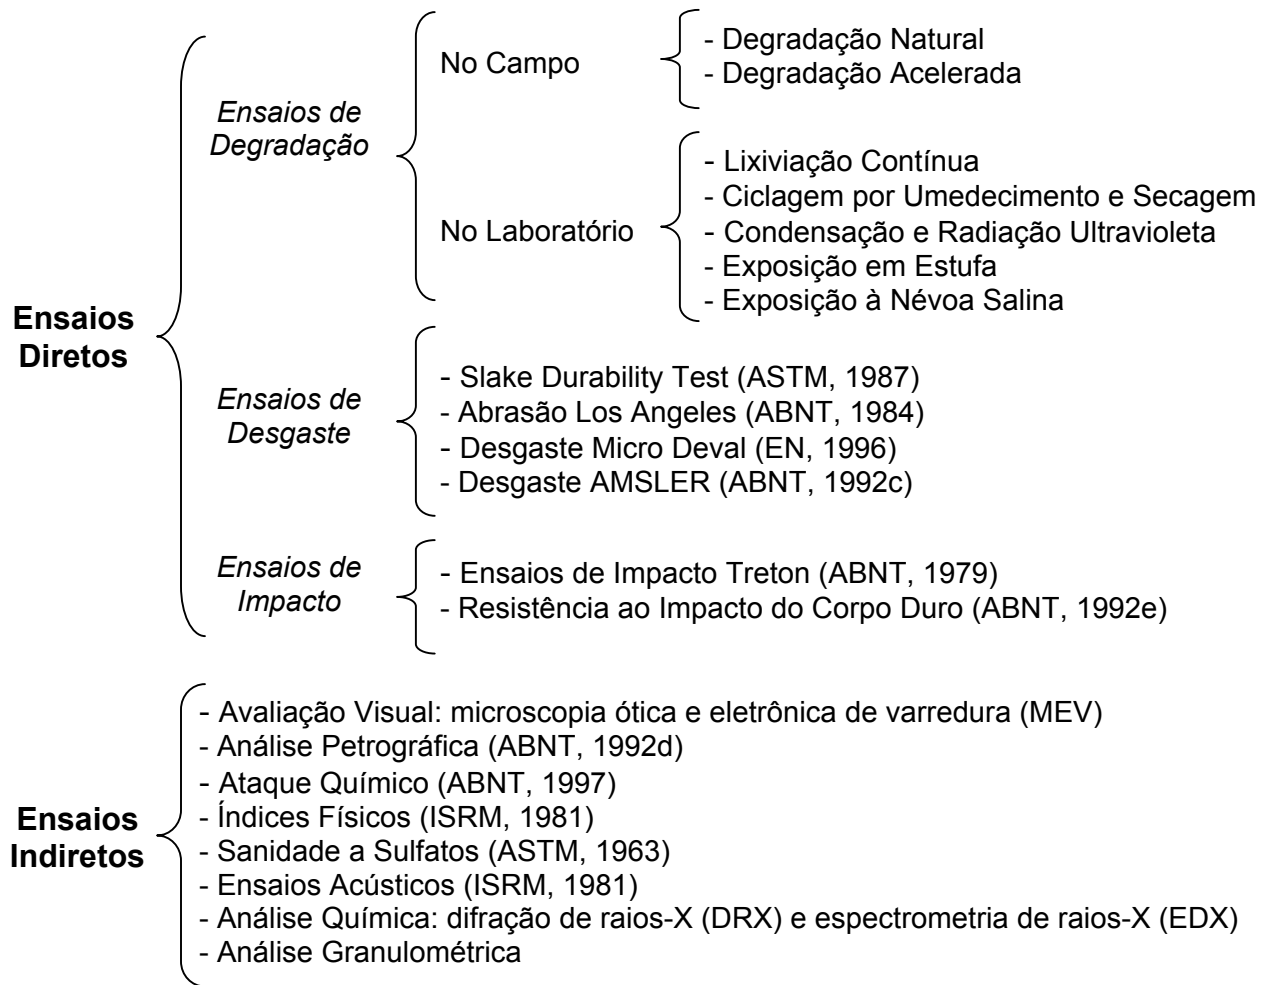 Ensaios
Diretos
Ensaios de
Degradação
No Campo
- Degradação Natural
- Degradação Acelerada
No Laboratório
- Lixiviação Contínua
- Ciclagem por Umedecimento e Secagem
- Condensação e Radiação Ultravioleta
- Exposição em Estufa
- Exposição à Névoa Salina
Ensaios de
Desgaste
- Slake Durability Test (ASTM, 1987)
- Abrasão Los Angeles (ABNT, 1984)
- Desgaste Micro Deval (EN, 1996)
- Desgaste AMSLER (ABNT, 1992c)
Ensaios de
Impacto
- Ensaios de Impacto Treton (ABNT, 1979)
- Resistência ao Impacto do Corpo Duro (ABNT, 1992e)
Ensaios
Indiretos
- Avaliação Visual: microscopia ótica e eletrônica de varredura (MEV)
- Análise Petrográfica (ABNT, 1992d)
- Ataque Químico (ABNT, 1997)
- Índices Físicos (ISRM, 1981)
- Sanidade a Sulfatos (ASTM, 1963)
- Ensaios Acústicos (ISRM, 1981)
- Análise Química: difração de raios-X (DRX) e espectrometria de raios-X (EDX)
- Análise Granulométrica